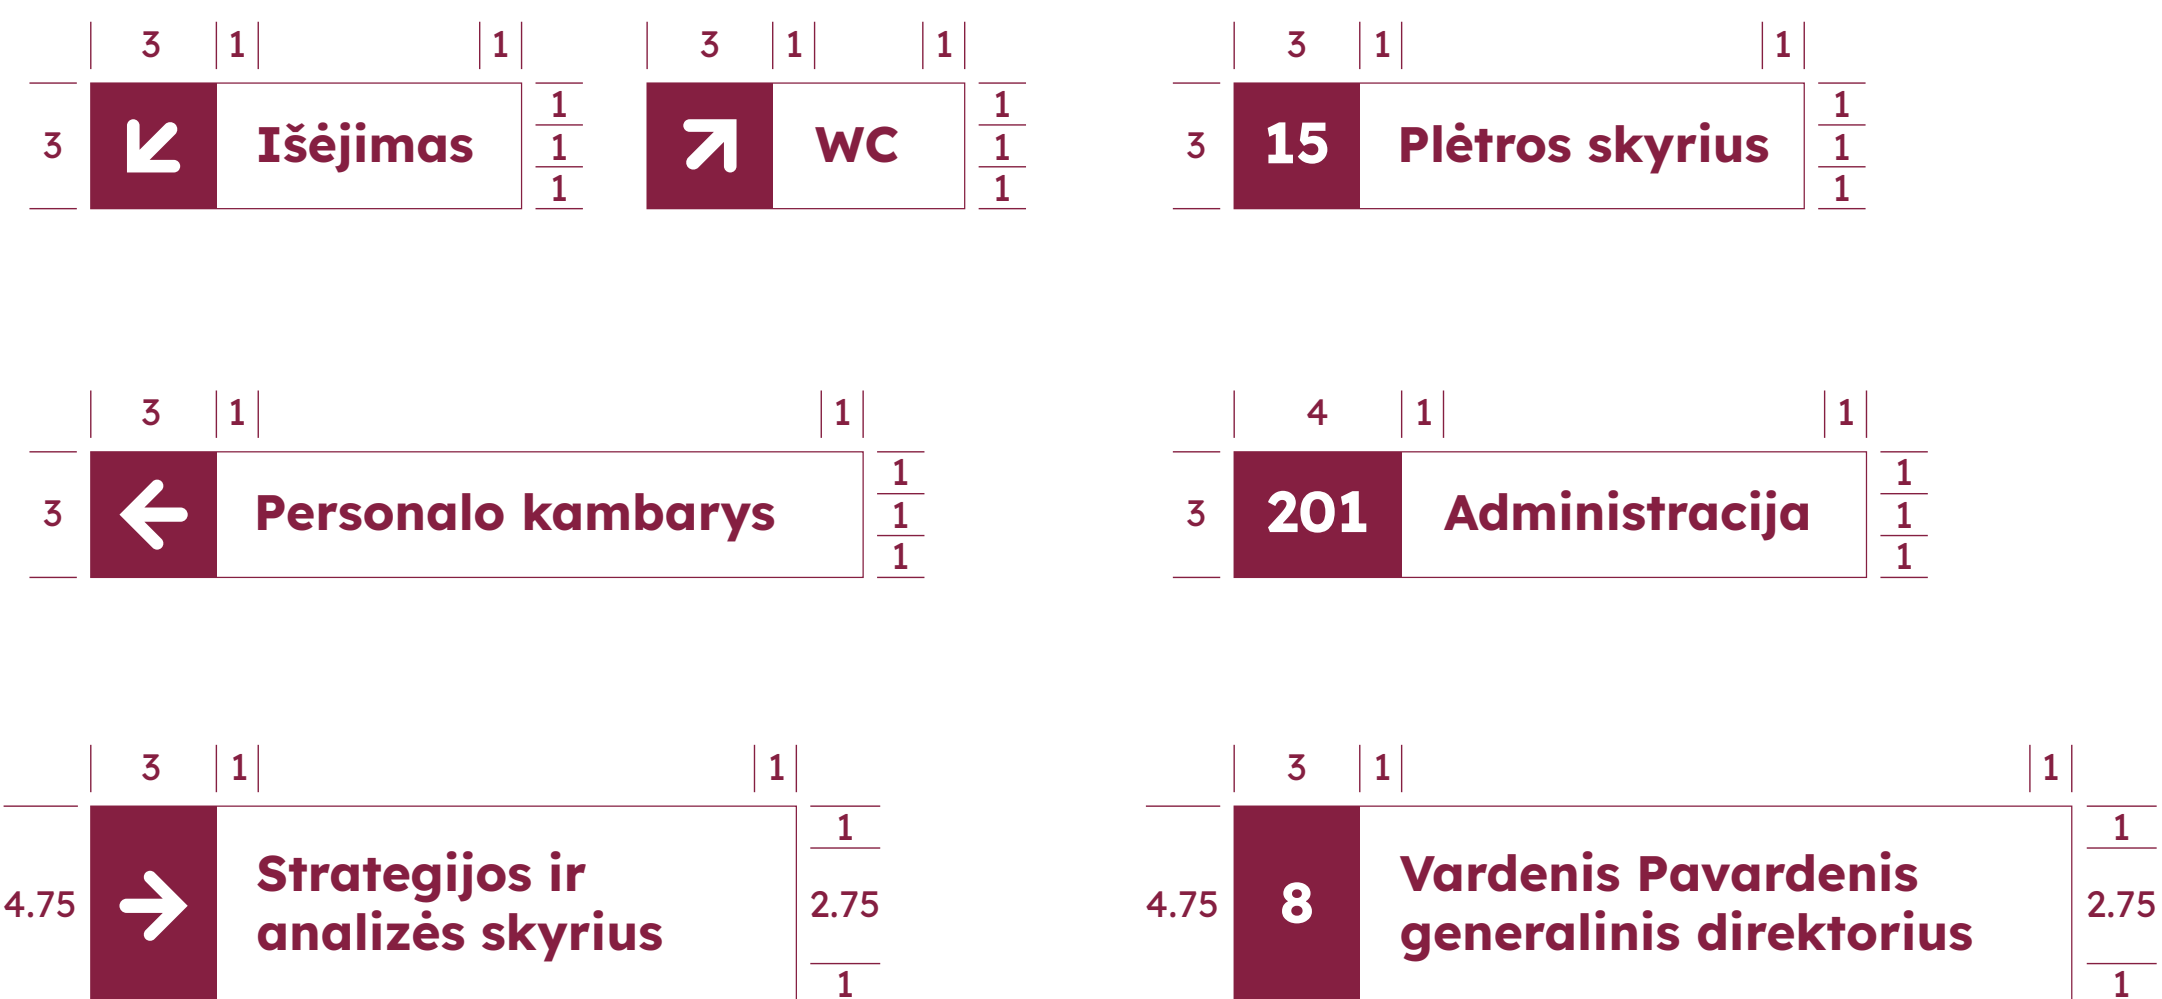 3 1 1
3 1 1
3 1 1
3 Išėjimas 1 1 1
WC 1 1 1
3 15 Plėtros skyrius 1 1 1
3 1 1
4 1 1
3 Personalo kambarys 1 1 1
3 201 Administracija 1 1 1
3 1 1
3 1 1
4.75 Strategijos ir
analizės skyrius
1
2.75
1
4.75 8 Vardenis Pavardenis
generalinis direktorius
1
2.75
1